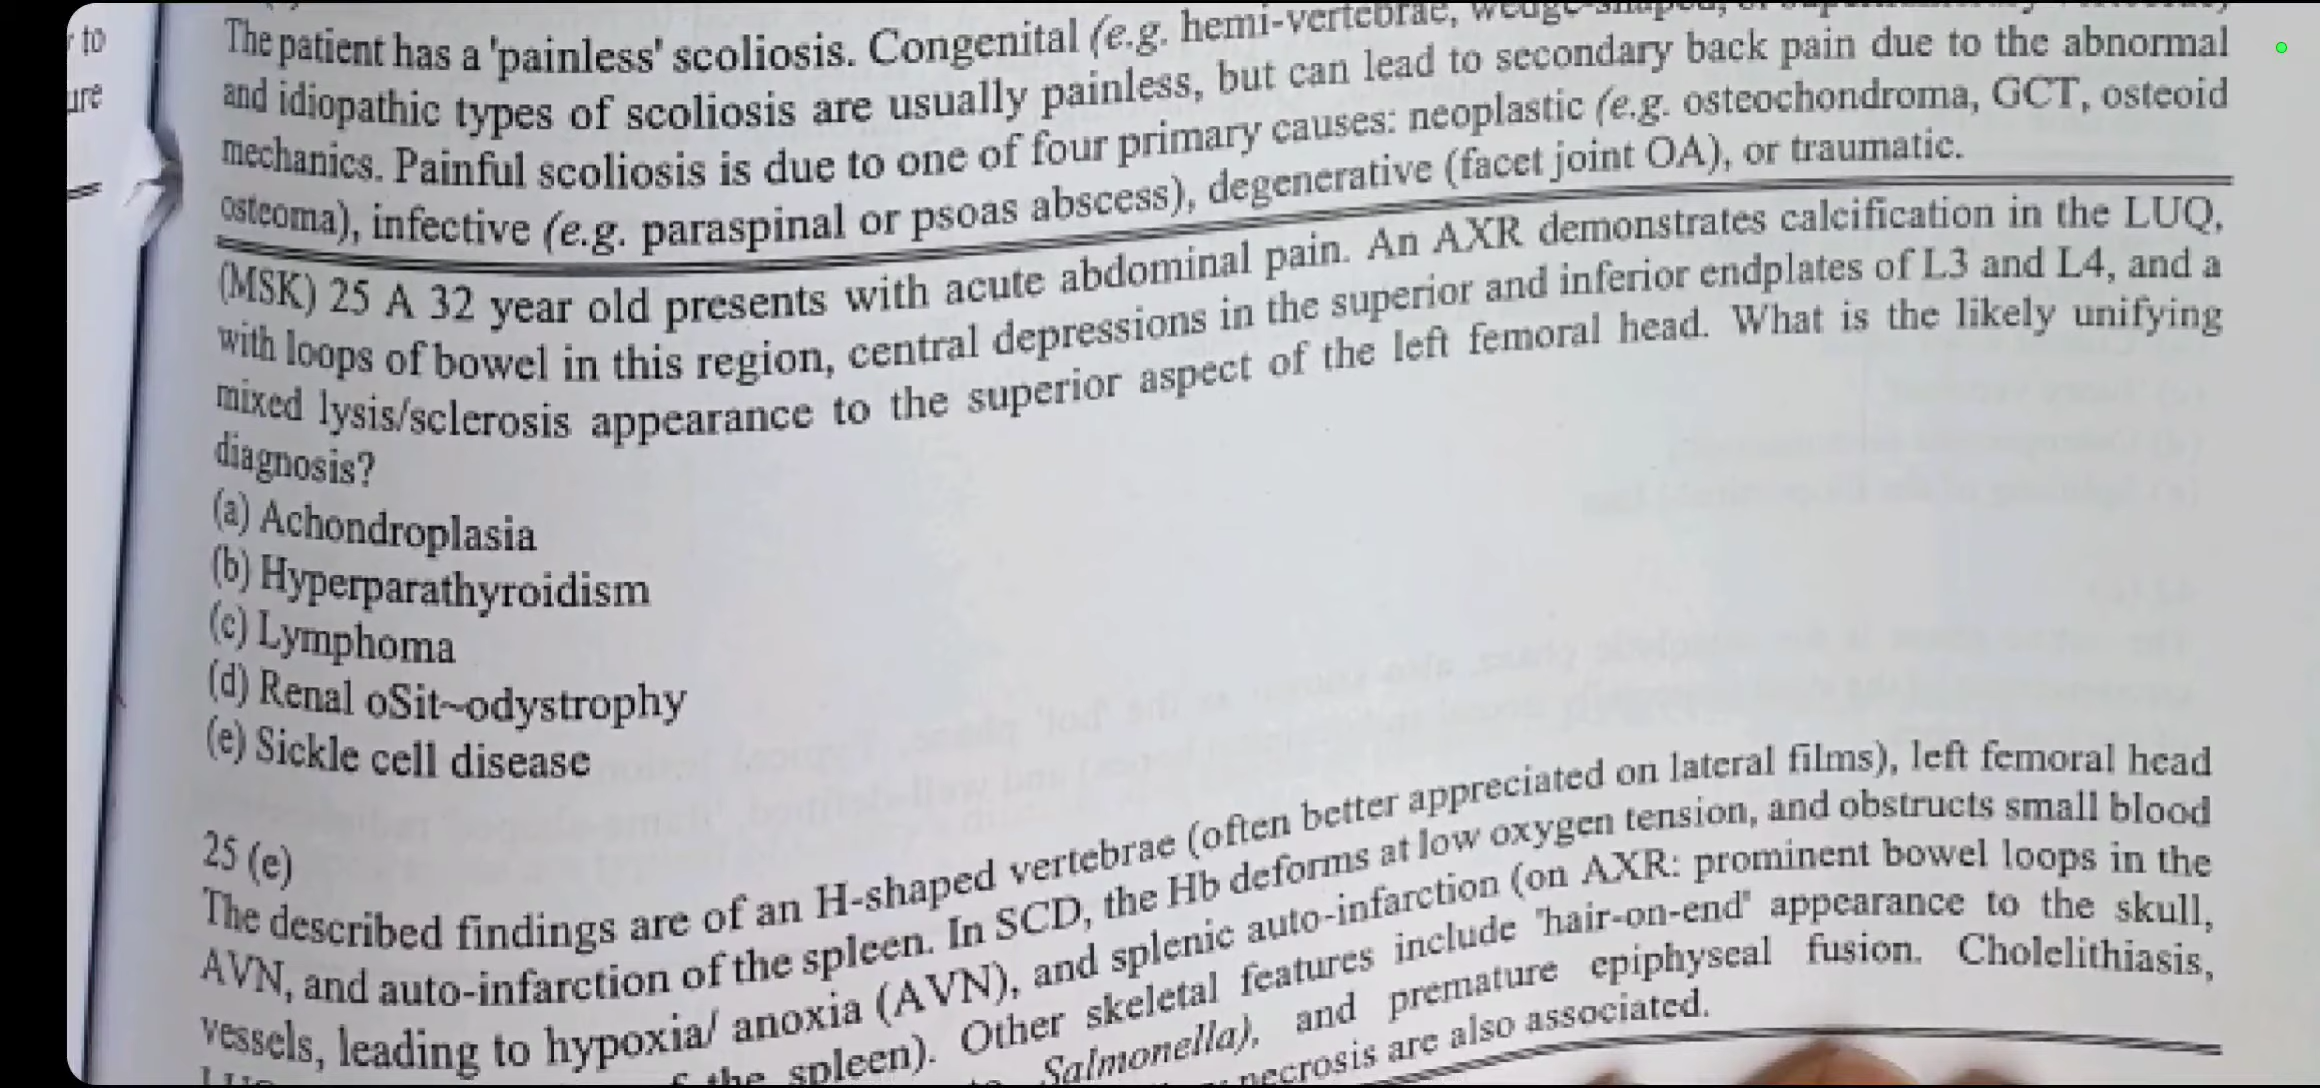 r to
ure
The patient has a 'painless' scoliosis. Congenital (e.g. hemi-vertebrae,
and idiopathic types of scoliosis are usually painless, but can lead to secondary back pain due to the abnormal
mechanics. Painful scoliosis is due to one of four primary causes: neoplastic (e.g. osteochondroma, GCT, osteoid
osteoma), infective (e.g. paraspinal or psoas abscess), degenerative (facet joint OA), or traumatic.
(MSK) 25 A 32 year old presents with acute abdominal pain. An AXR demonstrates calcification in the LUQ,
with loops of bowel in this region, central depressions in the superior and inferior endplates of L3 and L4, and a
mixed lysis/sclerosis appearance to the superior aspect of the left femoral head. What is the likely unifying
diagnosis?
(a) Achondroplasia
(b) Hyperparathyroidism
(c) Lymphoma
(d) Renal oSit~odystrophy
(e) Sickle cell disease
25 (e)
The described findings are of an H-shaped vertebrae (often better appreciated on lateral films), left femoral head
AVN, and auto-infarction of the spleen. In SCD, the Hb deforms at low oxygen tension, and obstructs small blood
vessels, leading to hypoxia/ anoxia (AVN), and splenic auto-infarction (on AXR: prominent bowel loops in the
the spleen). Other skeletal features include 'hair-on-end' appearance to the skull,
Salmonella), and premature epiphyseal fusion. Cholelithiasis,
necrosis are also associated.